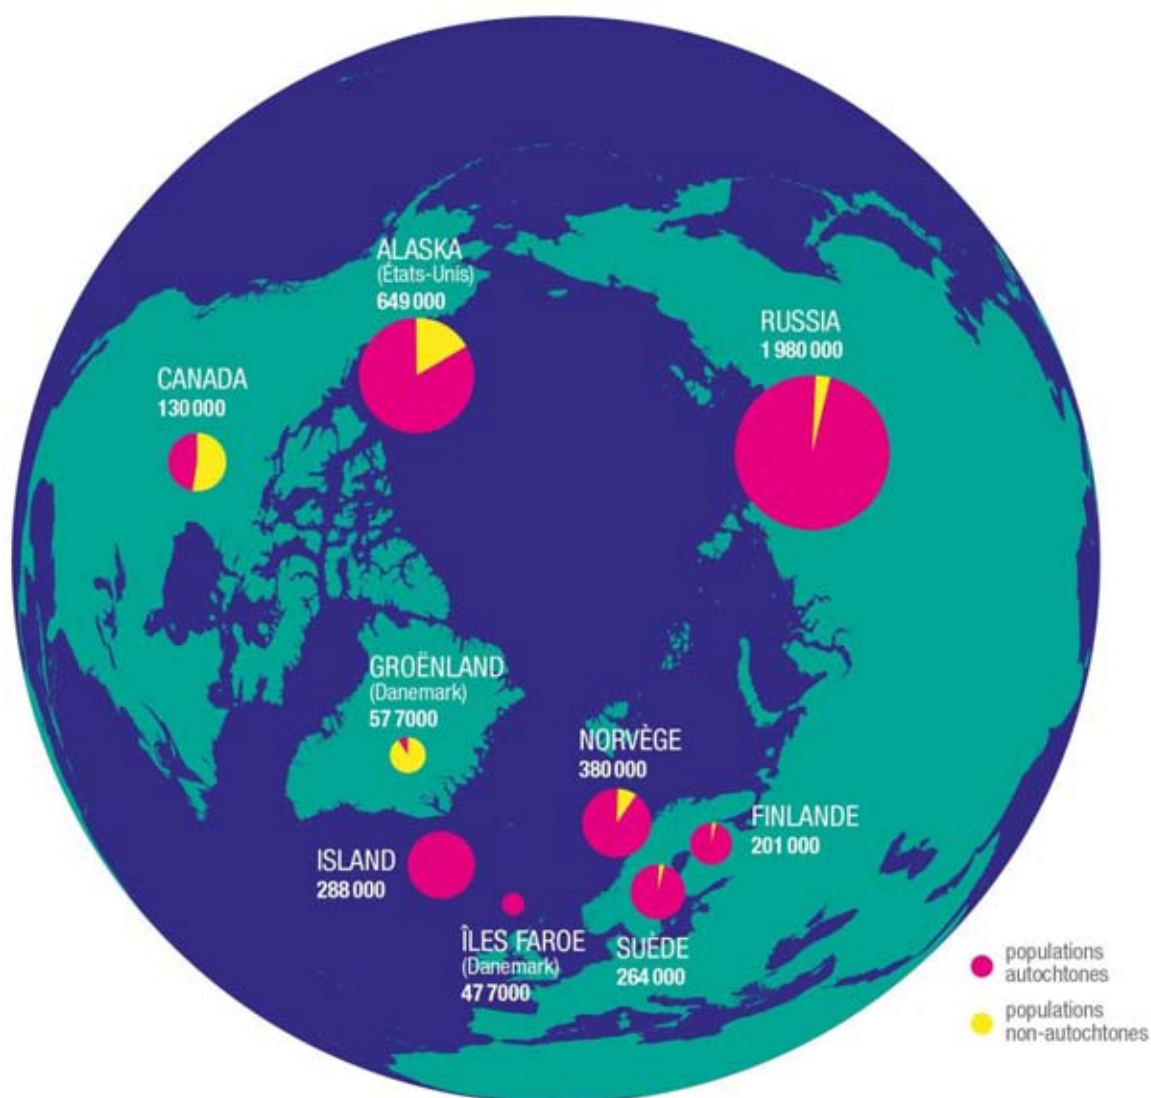 ALASKA
(États-Unis)
649 000
RUSSIA
1 980 000
CANADA
130 000
GROËNLAND
(Danemark)
57 7000
NORVÈGE
380 000
FINLANDE
201 000
ISLAND
288 000
ÎLES FAROE
(Danemark)
47 7000
SUÈDE
264 000
populations
autochtones
populations
non-autochtones